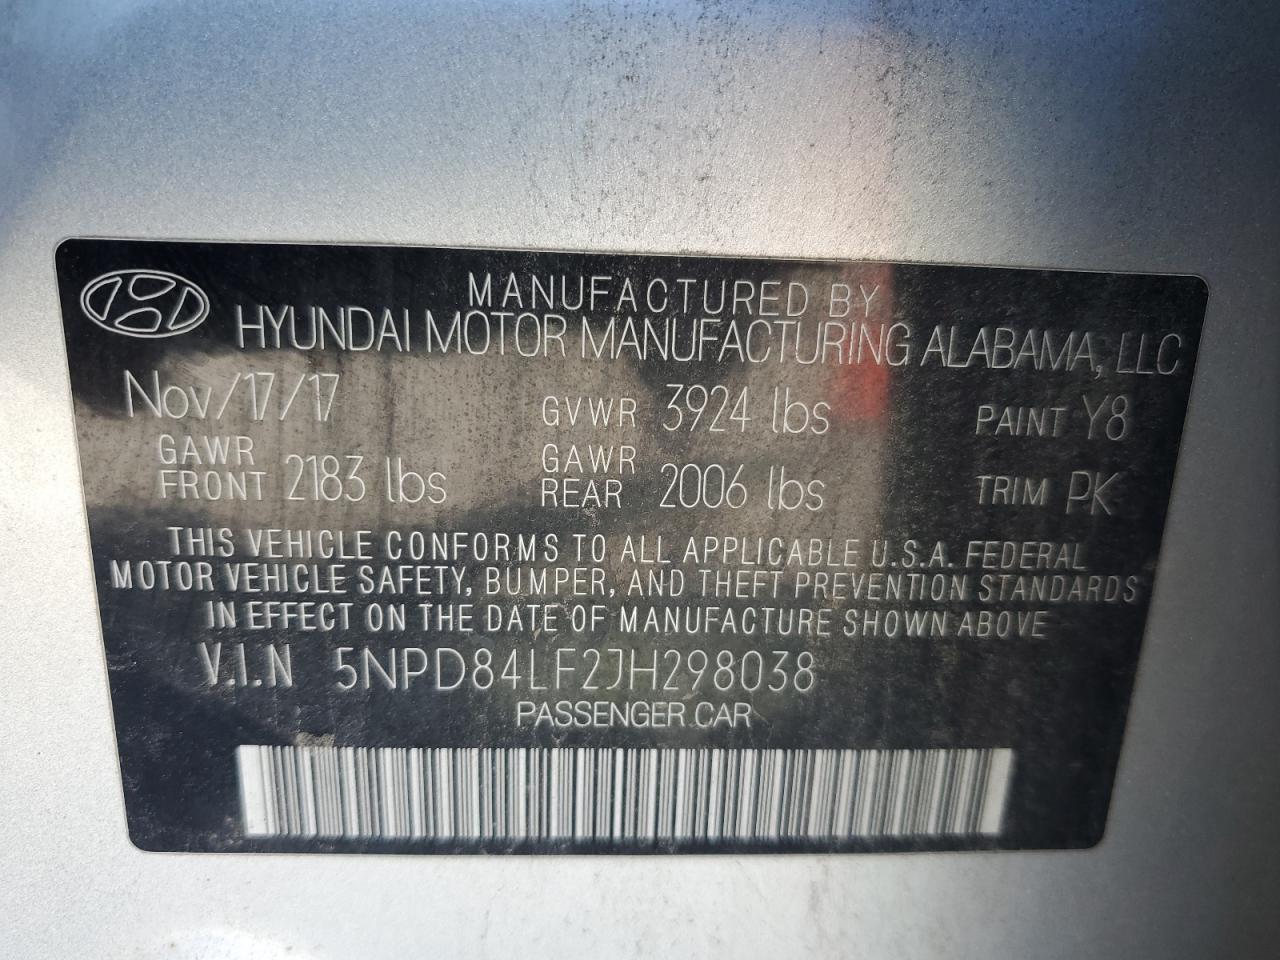 MANUFACTURED BY
HYUNDAI MOTOR MANUFACTURING ALABAMA, LLC
Nov/17/17 GVWR 3924 lbs PAINT Y8
GAWR FRONT 2183 lbs GAWR REAR 2006 lbs TRIM PK
THIS VEHICLE CONFORMS TO ALL APPLICABLE U.S.A. FEDERAL
MOTOR VEHICLE SAFETY, BUMPER, AND THEFT PREVENTION STANDARDS
IN EFFECT ON THE DATE OF MANUFACTURE SHOWN ABOVE
V.I.N 5NPD84LF2JH298038
PASSENGER CAR